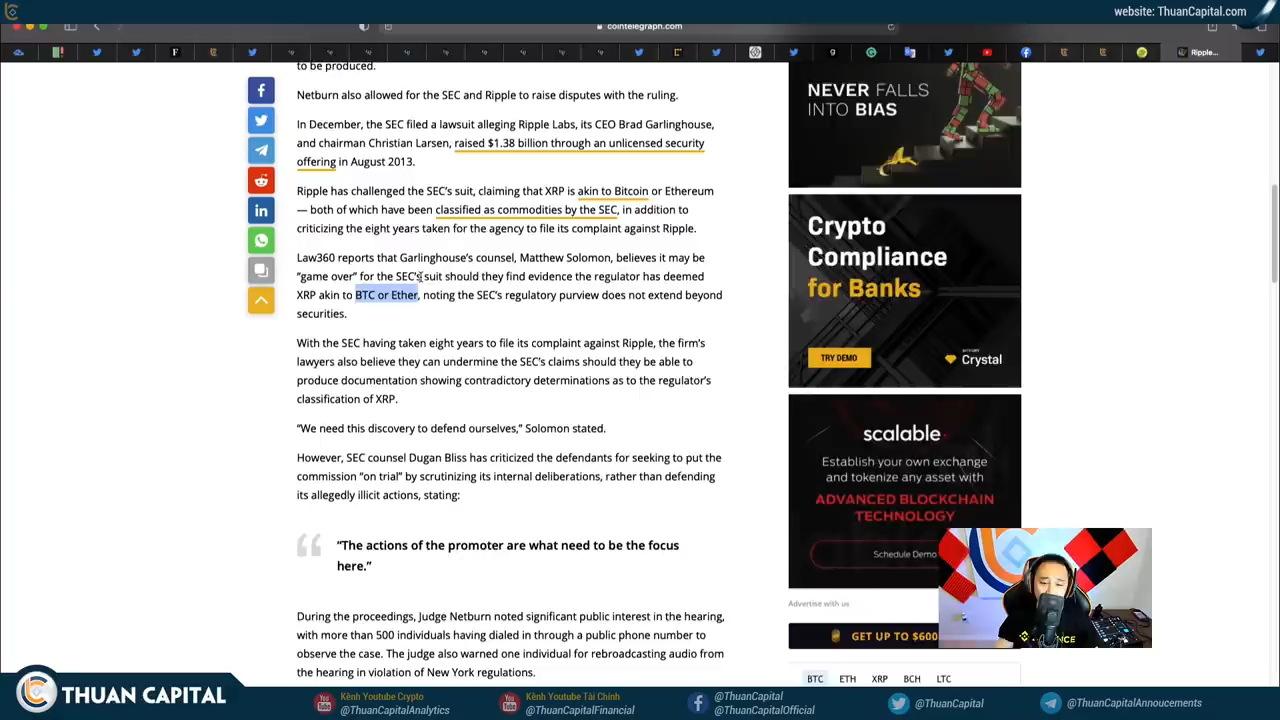 website: ThuanCapital.com
cointelegraph.com
Ripple...
to be produced.
Netburn also allowed for the SEC and Ripple to raise disputes with the ruling.
In December, the SEC filed a lawsuit alleging Ripple Labs, its CEO Brad Garlinghouse,
and chairman Christian Larsen, raised $1.38 billion through an unlicensed security
offering in August 2013.
Ripple has challenged the SEC's suit, claiming that XRP is akin to Bitcoin or Ethereum
— both of which have been classified as commodities by the SEC, in addition to
criticizing the eight years taken for the agency to file its complaint against Ripple.
Law360 reports that Garlinghouse's counsel, Matthew Solomon, believes it may be
“game over” for the SEC's suit should they find evidence the regulator has deemed
XRP akin to BTC or Ether, noting the SEC's regulatory purview does not extend beyond
securities.
With the SEC having taken eight years to file its complaint against Ripple, the firm's
lawyers also believe they can undermine the SEC's claims should they be able to
produce documentation showing contradictory determinations as to the regulator's
classification of XRP.
“We need this discovery to defend ourselves,” Solomon stated.
However, SEC counsel Dugan Bliss has criticized the defendants for seeking to put the
commission “on trial” by scrutinizing its internal deliberations, rather than defending
its allegedly illicit actions, stating:
“The actions of the promoter are what need to be the focus
here.”
During the proceedings, Judge Netburn noted significant public interest in the hearing,
with more than 500 individuals having dialed in through a public phone number to
observe the case. The judge also warned one individual for rebroadcasting audio from
the hearing in violation of New York regulations.
NEVER FALLS
INTO BIAS
Crypto
Compliance
for Banks
TRY DEMO
Crystal
scalable
Establish your own exchange
and tokenize any asset with
ADVANCED BLOCKCHAIN
TECHNOLOGY
Schedule Demo
Advertise with us
GET UP TO $600
BTC ETH XRP BCH LTC
THUAN CAPITAL
Kênh Youtube Crypto
@ThuanCapitalAnalytics
Kênh Youtube Tài Chính
@ThuanCapitalFinancial
@ThuanCapital
@ThuanCapitalOfficial
@ThuanCapital
@ThuanCapitalAnnoucements